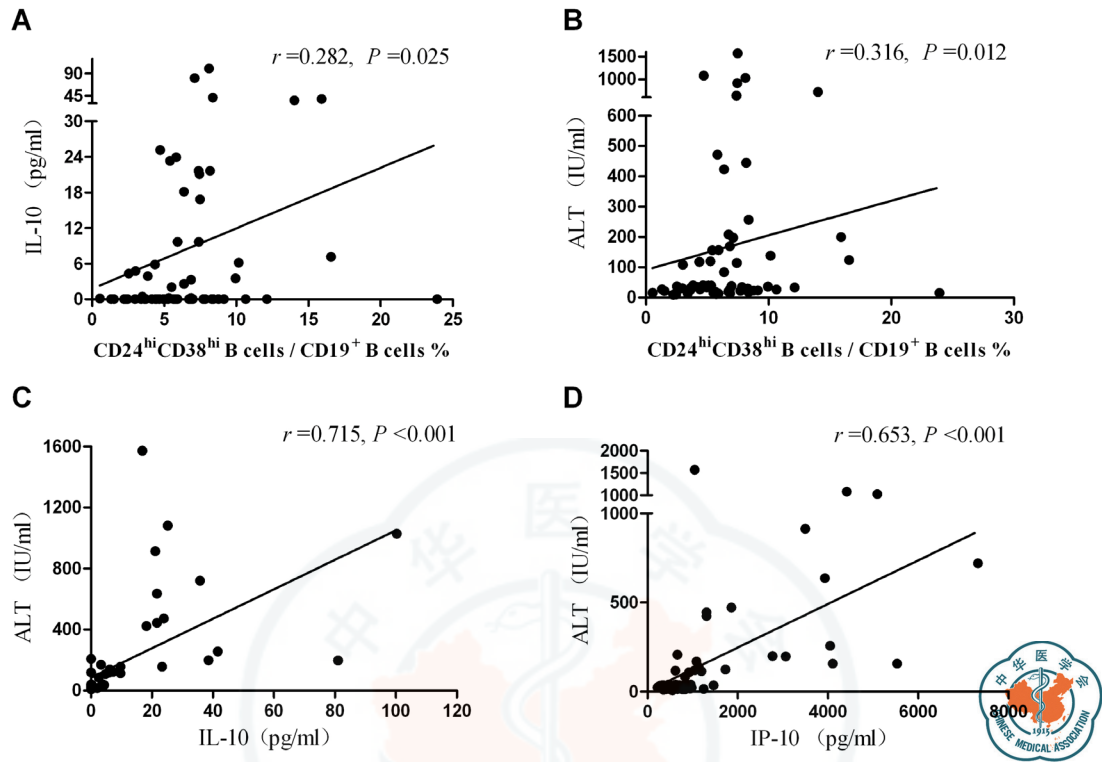 A
r=0.282, P=0.025
IL-10 (pg/ml)
90
45
30
24
18
12
6
0
0 5 10 15 20 25
CD24hiCD38hi B cells / CD19+ B cells %
B
r=0.316, P=0.012
ALT (IU/ml)
1500
1000
600
500
400
300
200
100
0
0 10 20 30
CD24hiCD38hi B cells / CD19+ B cells %
C
r=0.715, P<0.001
ALT (IU/ml)
1600
1200
800
400
0
0 20 40 60 80 100 120
IL-10 (pg/ml)
D
r=0.653, P<0.001
ALT (IU/ml)
2000
1500
1000
1000
500
0
0 2000 4000 6000 8000
IP-10 (pg/ml)
中华医学会
中华医学会
1915
CHINESE MEDICAL ASSOCIATION